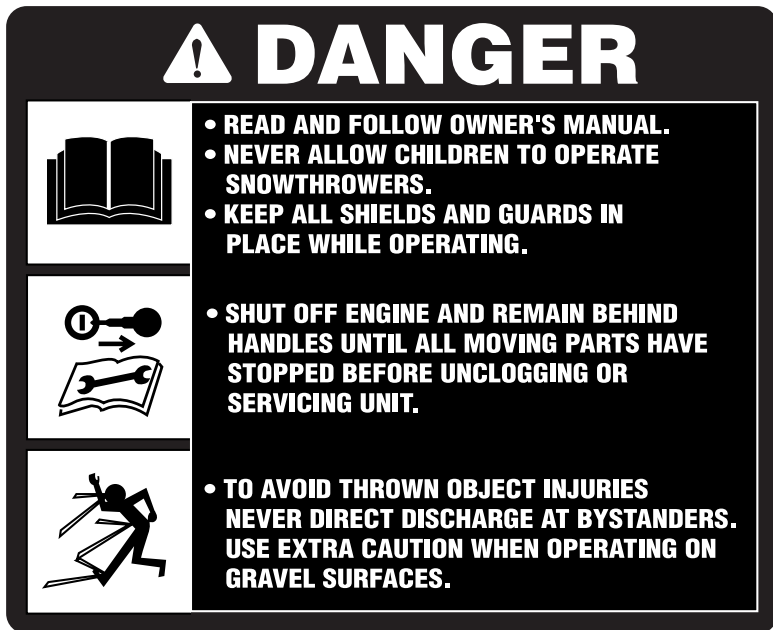 DANGER
• READ AND FOLLOW OWNER'S MANUAL.
• NEVER ALLOW CHILDREN TO OPERATE
SNOWTHROWERS.
• KEEP ALL SHIELDS AND GUARDS IN
PLACE WHILE OPERATING.
• SHUT OFF ENGINE AND REMAIN BEHIND
HANDLES UNTIL ALL MOVING PARTS HAVE
STOPPED BEFORE UNCLOGGING OR
SERVICING UNIT.
• TO AVOID THROWN OBJECT INJURIES
NEVER DIRECT DISCHARGE AT BYSTANDERS.
USE EXTRA CAUTION WHEN OPERATING ON
GRAVEL SURFACES.